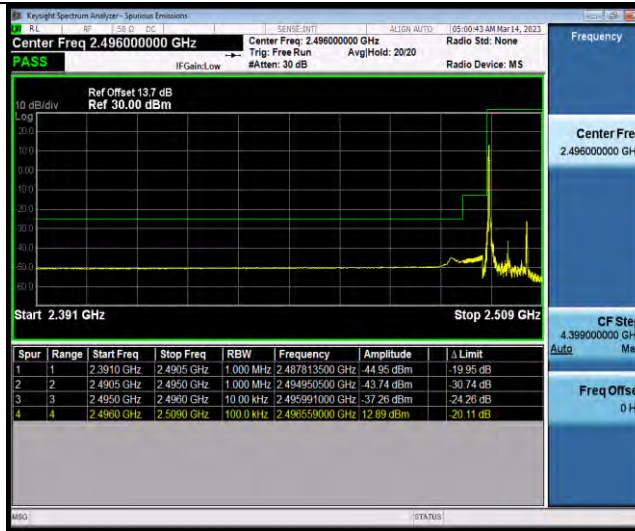 Keysight Spectrum Analyzer - Spurious Emissions
RL RF 50 Ω DC SENSE:INT ALIGN AUTO 05:00:43 AM Mar 14, 2023
Center Freq 2.496000000 GHz
Center Freq: 2.496000000 GHz
Radio Std: None
Trig: Free Run Avg|Hold: 20/20
PASS
IFGain:Low
#Atten: 30 dB
Radio Device: MS
Frequency
Ref Offset 13.7 dB
10 dB/div Ref 30.00 dBm
Log
20.0
10.0
0.00
-10.0
-20.0
-30.0
-40.0
-50.0
-60.0
Start 2.391 GHz Stop 2.509 GHz
Center Fre
2.496000000 GH
CF Ste
4.399000000 GH
Auto Ma
Freq Offse
0 H
Spur Range Start Freq Stop Freq RBW Frequency Amplitude Δ Limit
1 1 2.3910 GHz 2.4905 GHz 1.000 MHz 2.487813500 GHz -44.95 dBm -19.95 dB
2 2 2.4905 GHz 2.4950 GHz 1.000 MHz 2.494950500 GHz -43.74 dBm -30.74 dB
3 3 2.4950 GHz 2.4960 GHz 10.00 kHz 2.495991000 GHz -37.26 dBm -24.26 dB
4 4 2.4960 GHz 2.5090 GHz 100.0 kHz 2.496559000 GHz 12.89 dBm -20.11 dB
MSG STATUS